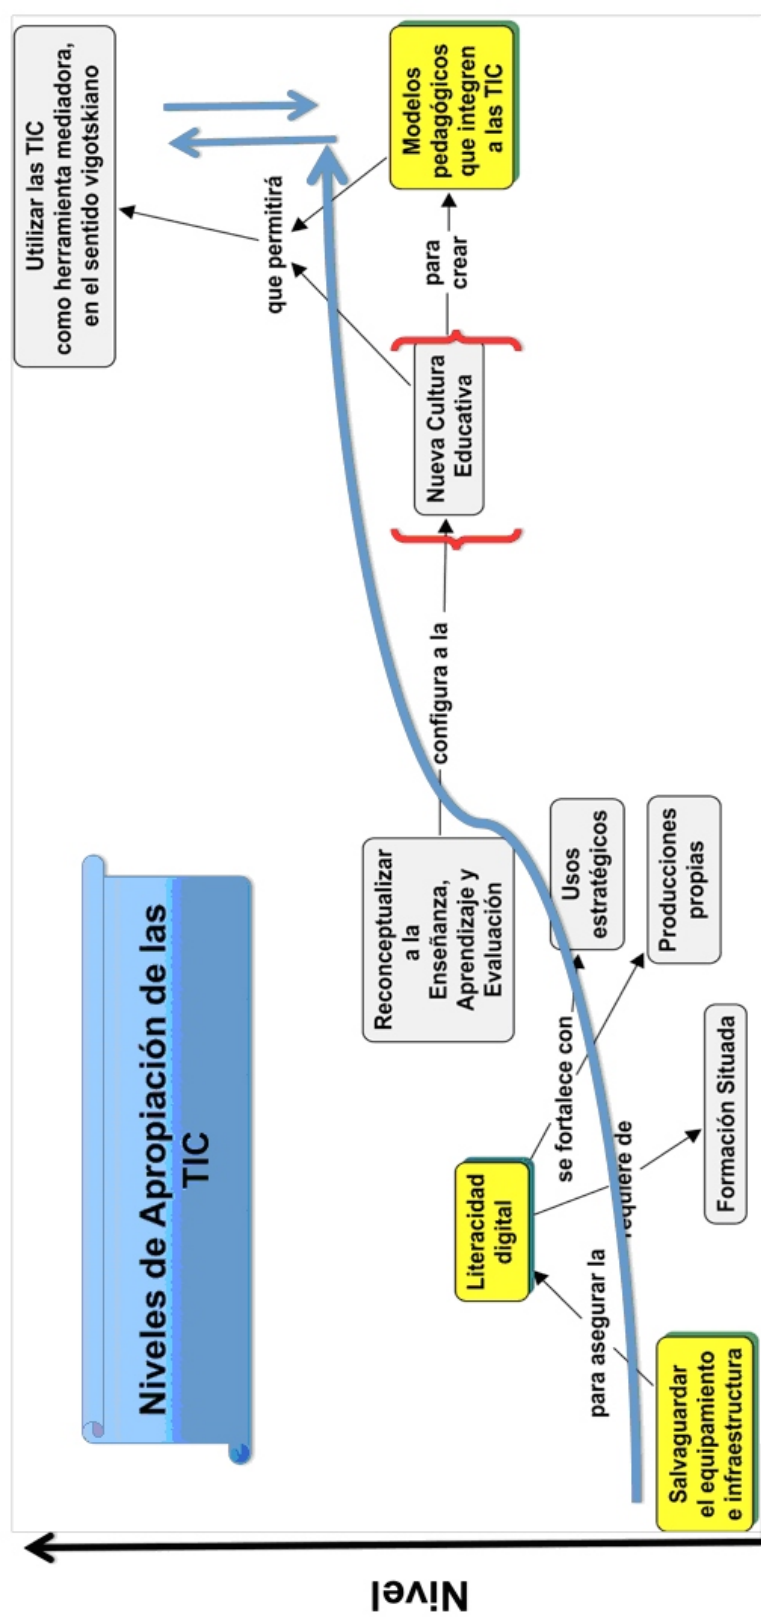 Niveles de Apropiación de las
TIC
Utilizar las TIC
como herramienta mediadora,
en el sentido vigotskiano
que permitirá
Modelos
pedagógicos
que integren
a las TIC
para
crear
Nueva Cultura
Educativa
configura a la
Reconceptualizar
a la
Enseñanza,
Aprendizaje y
Evaluación
Usos
estratégicos
Producciones
propias
se fortalece con
Literacidad
digital
requiere de
Formación Situada
para asegurar la
Salvaguardar
el equipamiento
e infraestructura
Nivel